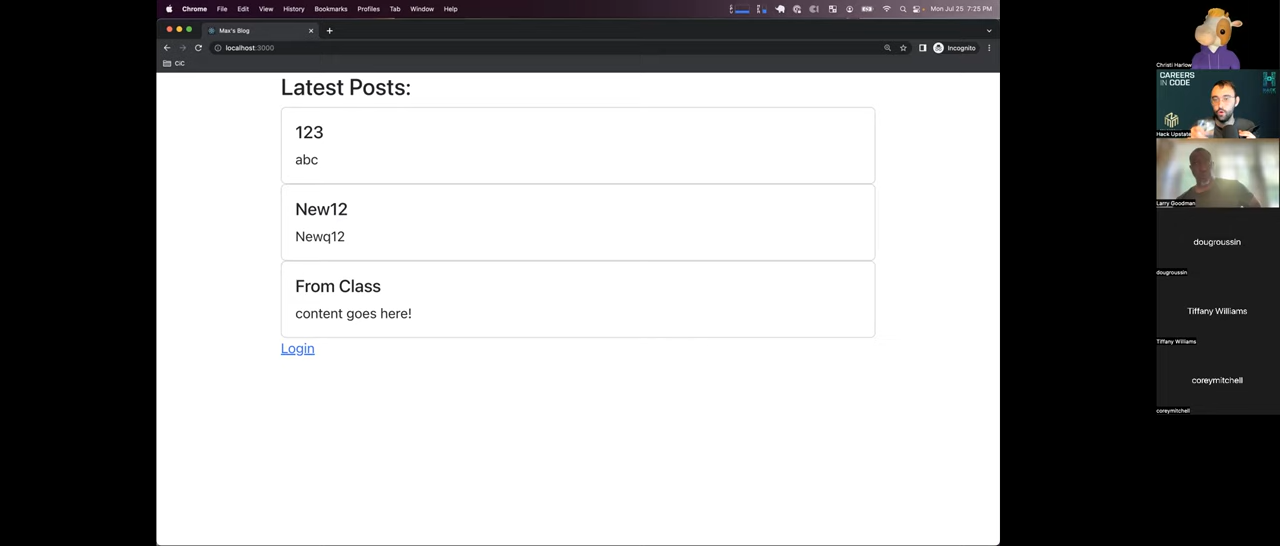 Chrome File Edit View History Bookmarks Profiles Tab Window Help
Mon Jul 25 7:25 PM
Max's Blog
localhost:3000
Incognito
CiC
Latest Posts:
123
abc
New12
Newq12
From Class
content goes here!
Login
Christi Harlow
CAREERS
IN CODE
HACK
Hack Upstate
Larry Goodman
dougroussin
dougroussin
Tiffany Williams
Tiffany Williams
coreymitchell
coreymitchell